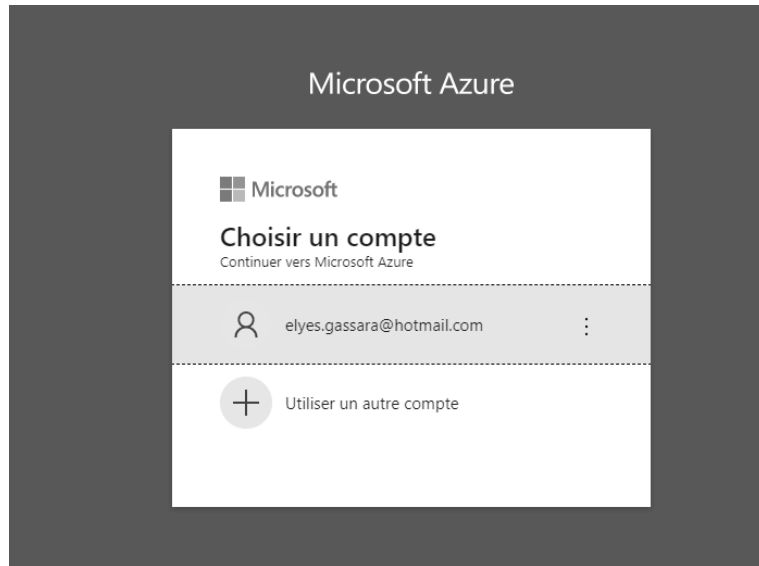 Microsoft Azure
Microsoft
Choisir un compte
Continuer vers Microsoft Azure
elyes.gassara@hotmail.com
Utiliser un autre compte